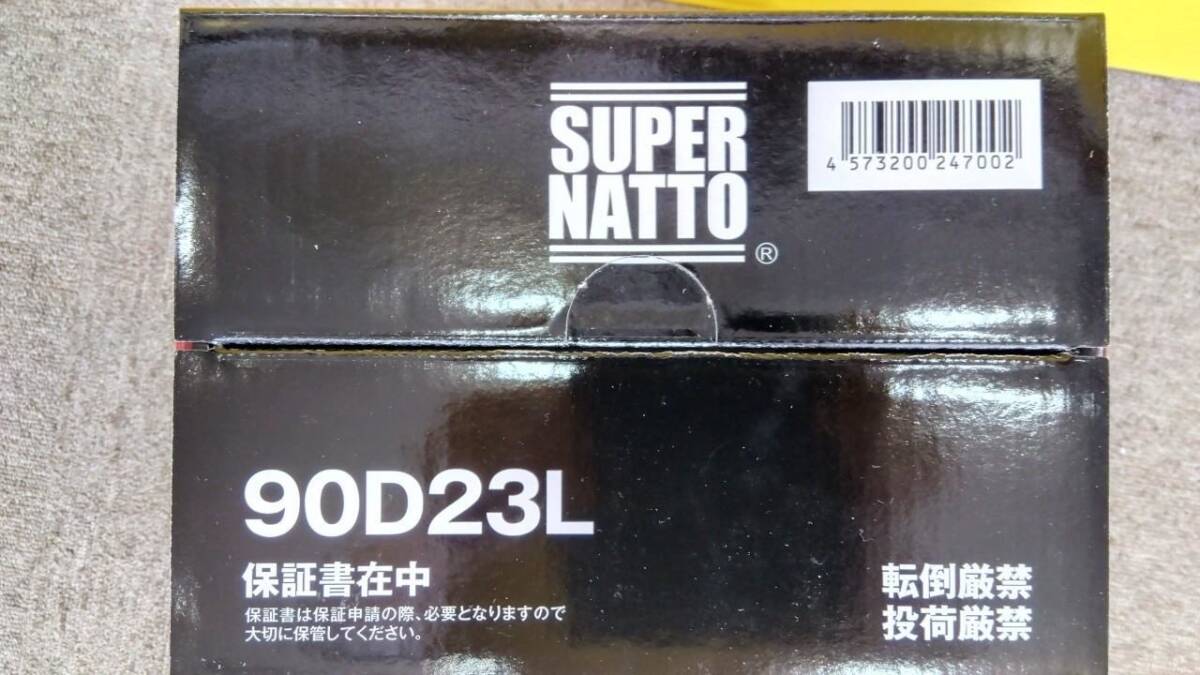 SUPER
NATTO
®
4 573200 247002
90D23L
保証書在中
保証書は保証申請の際、必要となりますので
大切に保管してください。
転倒厳禁
投荷厳禁